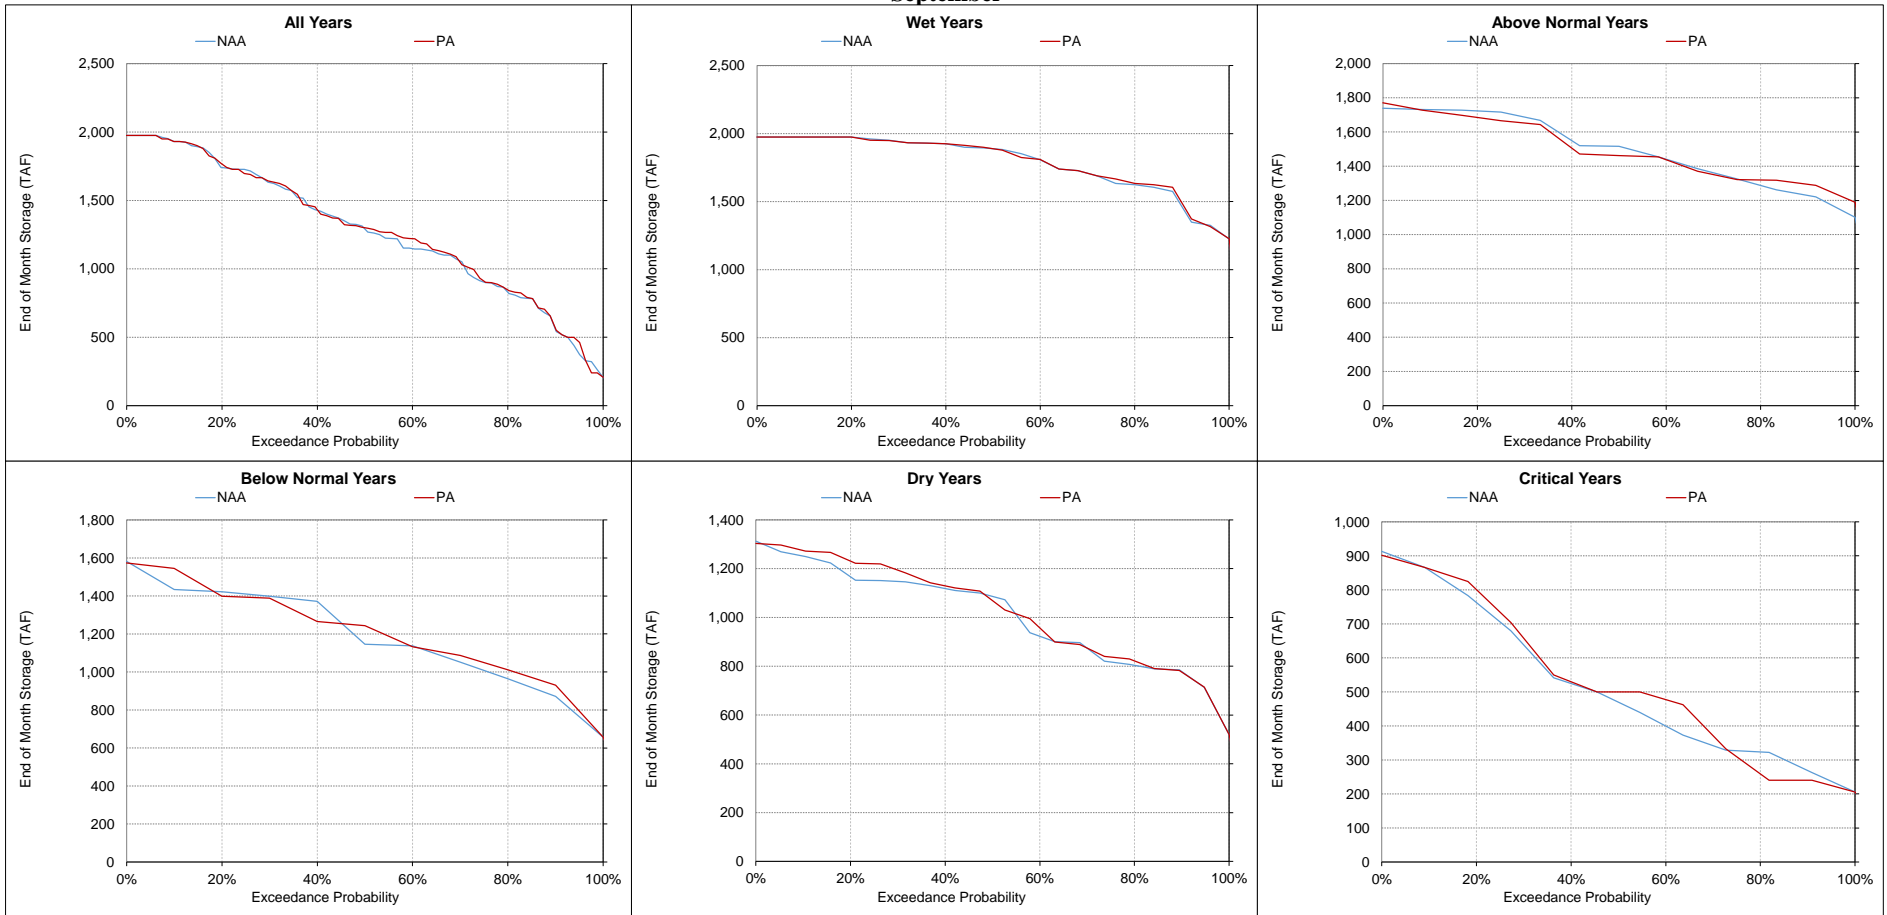 September
All Years
NAA PA
2,500
2,000
1,500
1,000
500
0
End of Month Storage (TAF)
0% 20% 40% 60% 80% 100%
Exceedance Probability
Wet Years
NAA PA
2,500
2,000
1,500
1,000
500
0
End of Month Storage (TAF)
0% 20% 40% 60% 80% 100%
Exceedance Probability
Above Normal Years
NAA PA
2,000
1,800
1,600
1,400
1,200
1,000
800
600
400
200
0
End of Month Storage (TAF)
0% 20% 40% 60% 80% 100%
Exceedance Probability
Below Normal Years
NAA PA
1,800
1,600
1,400
1,200
1,000
800
600
400
200
0
End of Month Storage (TAF)
0% 20% 40% 60% 80% 100%
Exceedance Probability
Dry Years
NAA PA
1,400
1,200
1,000
800
600
400
200
0
End of Month Storage (TAF)
0% 20% 40% 60% 80% 100%
Exceedance Probability
Critical Years
NAA PA
1,000
900
800
700
600
500
400
300
200
100
0
End of Month Storage (TAF)
0% 20% 40% 60% 80% 100%
Exceedance Probability